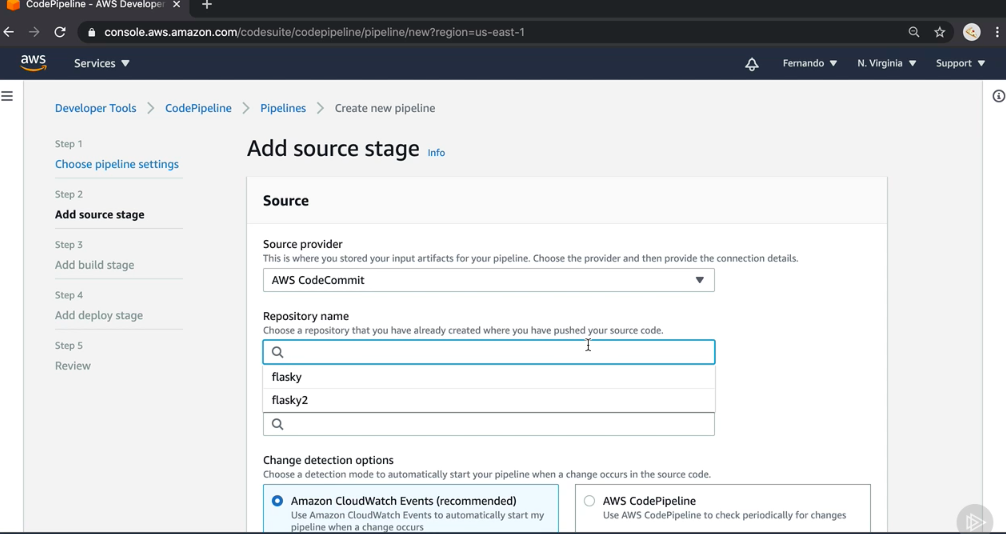 CodePipeline - AWS Developer
console.aws.amazon.com/codesuite/codepipeline/pipeline/new?region=us-east-1
aws
Services
Fernando
N. Virginia
Support
Developer Tools
CodePipeline
Pipelines
Create new pipeline
Step 1
Choose pipeline settings
Step 2
Add source stage
Step 3
Add build stage
Step 4
Add deploy stage
Step 5
Review
Add source stage Info
Source
Source provider
This is where you stored your input artifacts for your pipeline. Choose the provider and then provide the connection details.
AWS CodeCommit
Repository name
Choose a repository that you have already created where you have pushed your source code.
flasky
flasky2
Change detection options
Choose a detection mode to automatically start your pipeline when a change occurs in the source code.
Amazon CloudWatch Events (recommended)
Use Amazon CloudWatch Events to automatically start my
pipeline when a change occurs
AWS CodePipeline
Use AWS CodePipeline to check periodically for changes